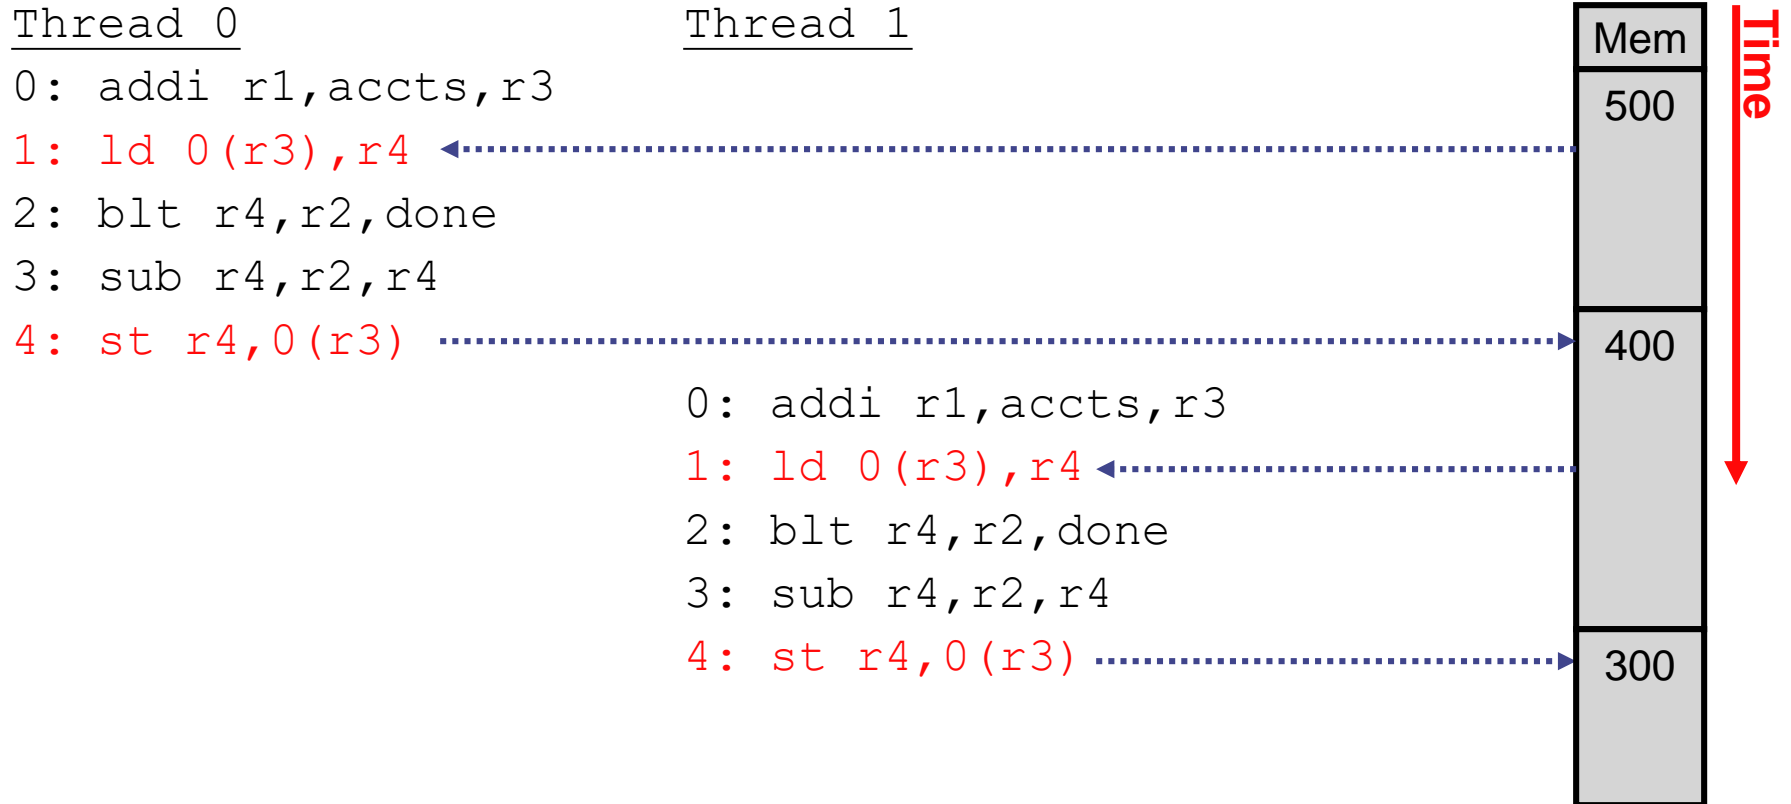 Thread 0
0: addi r1,accts,r3
1: ld 0(r3),r4
2: blt r4,r2,done
3: sub r4,r2,r4
4: st r4,0(r3)
Thread 1
0: addi r1,accts,r3
1: ld 0(r3),r4
2: blt r4,r2,done
3: sub r4,r2,r4
4: st r4,0(r3)
Mem
500
400
300
Time